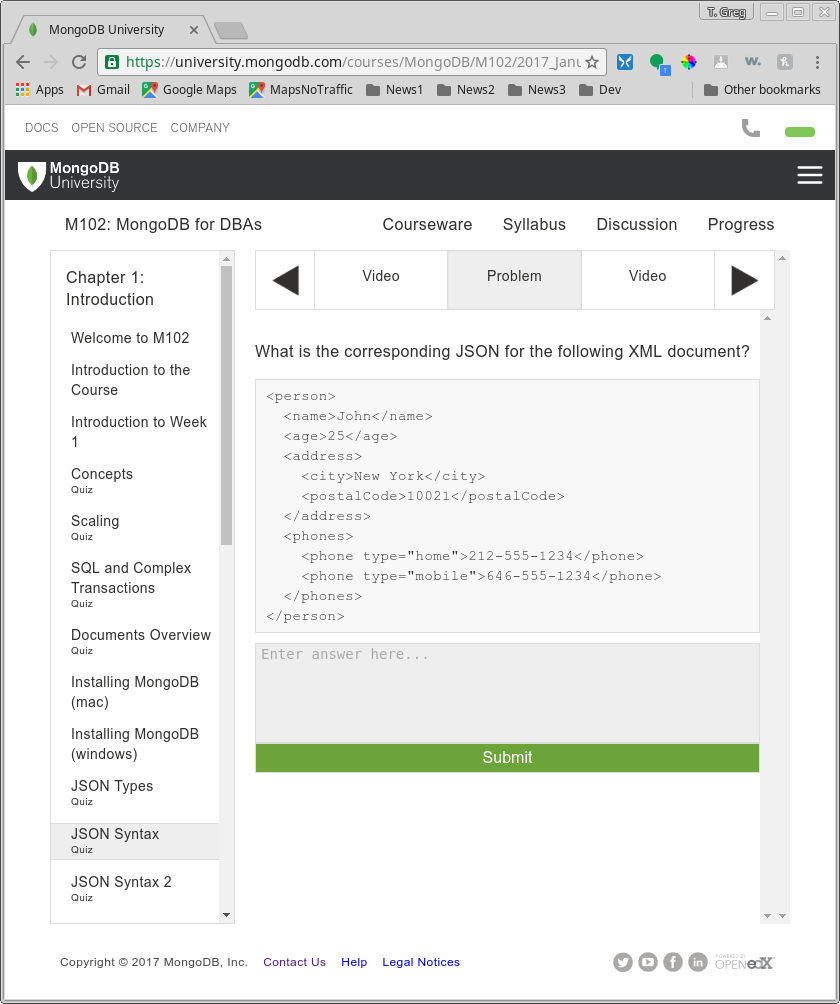 T. Greg
MongoDB University
https://university.mongodb.com/courses/MongoDB/M102/2017_Janu
1
w.
Apps Gmail Google Maps MapsNoTraffic News1 News2 News3 Dev Other bookmarks
DOCS OPEN SOURCE COMPANY
MongoDB
University
M102: MongoDB for DBAs Courseware Syllabus Discussion Progress
Chapter 1:
Introduction
Welcome to M102
Introduction to the
Course
Introduction to Week
1
Concepts
Quiz
Scaling
Quiz
SQL and Complex
Transactions
Quiz
Documents Overview
Quiz
Installing MongoDB
(mac)
Installing MongoDB
(windows)
JSON Types
Quiz
JSON Syntax
Quiz
JSON Syntax 2
Quiz
Video Problem Video
What is the corresponding JSON for the following XML document?
<person>
  <name>John</name>
  <age>25</age>
  <address>
    <city>New York</city>
    <postalCode>10021</postalCode>
  </address>
  <phones>
    <phone type="home">212-555-1234</phone>
    <phone type="mobile">646-555-1234</phone>
  </phones>
</person>
Enter answer here...
Submit
Copyright © 2017 MongoDB, Inc. Contact Us Help Legal Notices
POWERED BY
OPEN edX